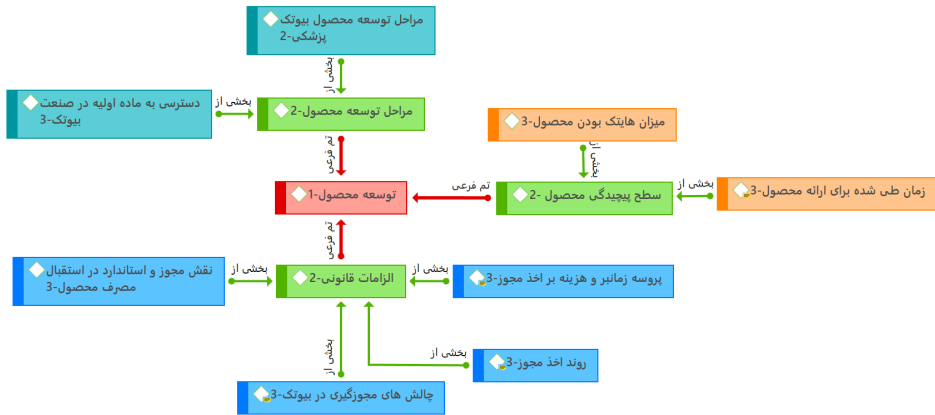 مراحل توسعه محصول بیوتک
پزشکی-2
بخشی از
دسترسی به ماده اولیه در صنعت
بیوتک-3
بخشی از
مراحل توسعه محصول-2
میزان هایتک بودن محصول-3
تم فرعی
بخشی از
توسعه محصول-1
تم فرعی
سطح پیچیدگی محصول -2
بخشی از
زمان طی شده برای ارائه محصول-3
تم فرعی
نقش مجوز و استاندارد در استقبال
مصرف محصول-3
بخشی از
الزامات قانونی-2
بخشی از
پروسه زمانبر و هزینه بر اخذ مجوز-3
بخشی از
بخشی از
روند اخذ مجوز-3
چالش های مجوزگیری در بیوتک-3